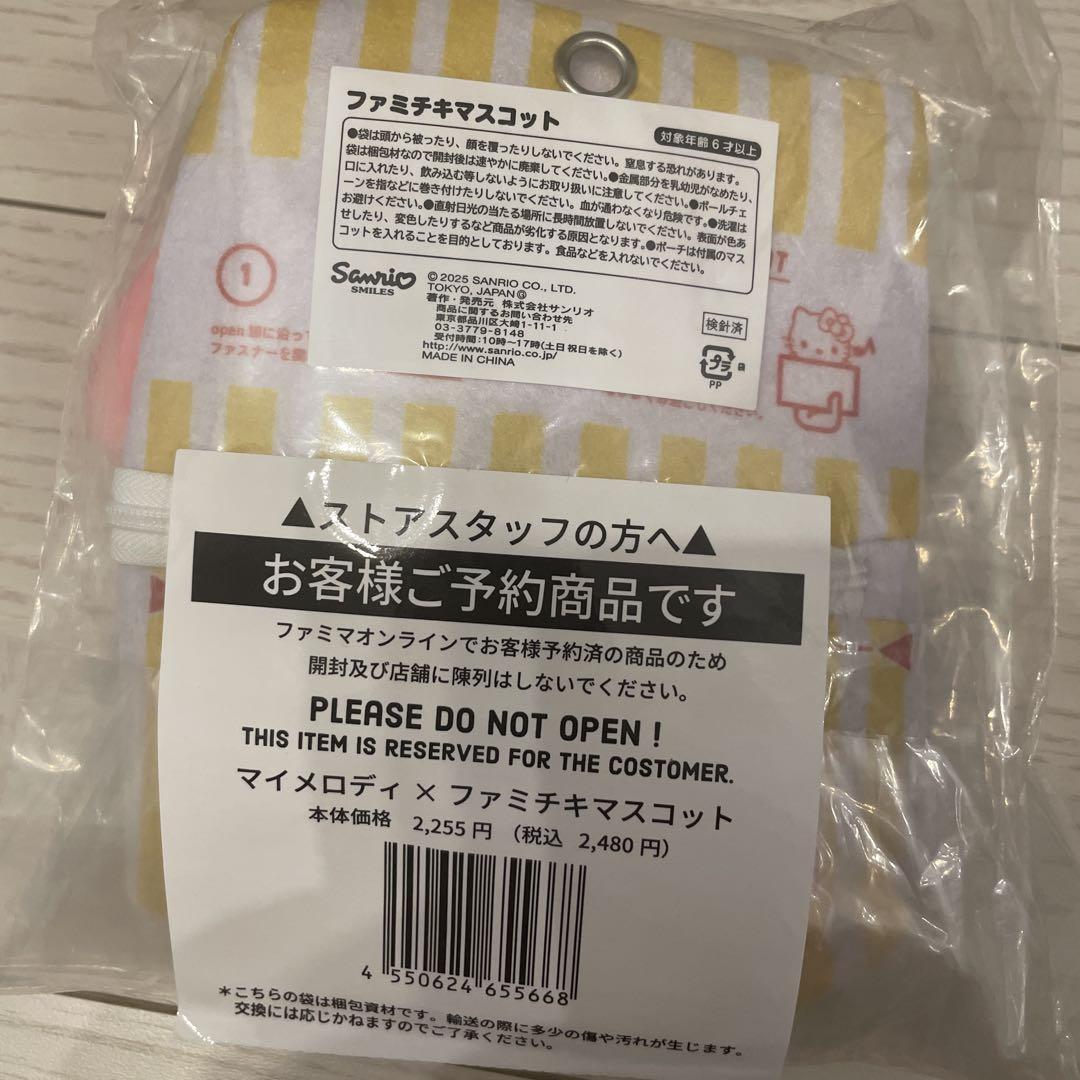 ファミチキマスコット
対象年齢6才以上
●袋は頭から被ったり、顔を覆ったりしないでください。窒息する恐れがあります。
袋は梱包材なので開封後は速やかに廃棄してください。●金属部分を乳幼児がなめたり、
口に入れたり、飲み込む等しないようにお取り扱いに注意してください。●ボールチェ
ーンを指などに巻き付けたりしないでください。血が通わなくなり危険です。●洗濯は
お避けください。●直射日光の当たる場所に長時間放置しないでください。表面が色あ
せしたり、変色したりするなど商品が劣化する原因となります。●ポーチは付属のマス
コットを入れることを目的としております。食品などを入れないでください。
Sanrio
SMILES
© 2025 SANRIO CO., LTD.
TOKYO, JAPAN Ⓖ
著作・発売元 株式会社サンリオ
商品に関するお問い合わせ先
東京都品川区大崎1-11-1
03-3779-8148
受付時間:10時～17時(土日祝日を除く)
http://www.sanrio.co.jp/
MADE IN CHINA
検針済
プラ
袋
PP
1
open
ファスナーを
▲ストアスタッフの方へ▲
お客様ご予約商品です
ファミマオンラインでお客様予約済の商品のため
開封及び店舗に陳列はしないでください。
PLEASE DO NOT OPEN !
THIS ITEM IS RESERVED FOR THE COSTOMER.
マイメロディ × ファミチキマスコット
本体価格 2,255円 （税込 2,480円）
4 550624 655668
＊こちらの袋は梱包資材です。輸送の際に多少の傷や汚れが生じます。
交換には応じかねますのでご了承ください。